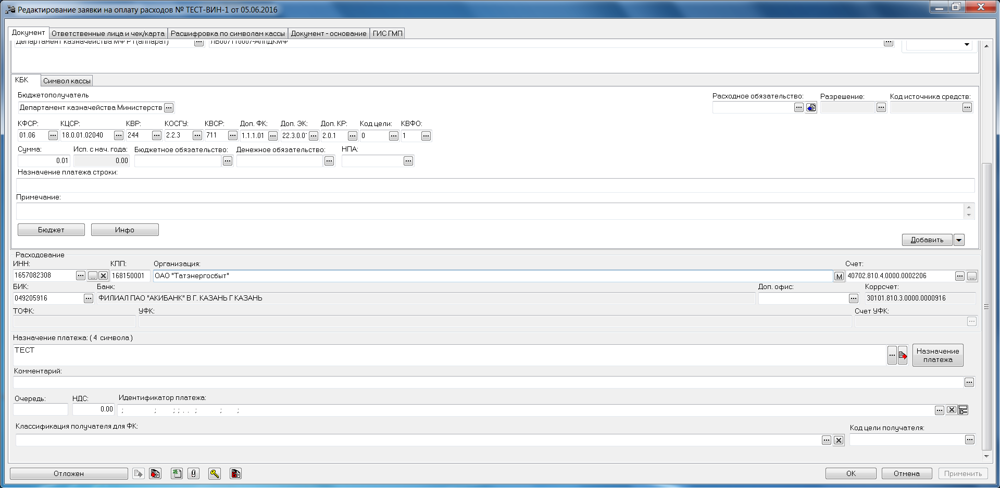 Редактирование заявки на оплату расходов № ТЕСТ-ВИН-1 от 05.06.2016
Документ Ответственные лица и чек/карта Расшифровка по символам кассы Документ - основание ГИС ГМП
Департамент казначейства МФ РТ(аппарат) ... ЛБ007110007-АппДКМФ ...
КБК Символ кассы
Бюджетополучатель Расходное обязательство: Разрешение: Код источника средств:
Департамент казначейства Министерств ... ... ... ...
КФСР: КЦСР: КВР: КОСГУ: КВСР: Доп. ФК: Доп. ЭК: Доп. КР: Код цели: КВФО:
01.06 ... 18.0.01.02040 ... 244 ... 2.2.3 ... 711 ... 1.1.1.01 ... 22.3.0.0 ... 2.0.1 ... 0 ... 1 ...
Сумма: Исп. с нач. года: Бюджетное обязательство: Денежное обязательство: НПА:
0.01 0.00 ... ... ...
Назначение платежа строки:
Примечание:
Бюджет Инфо
Добавить
Расходование
ИНН: КПП: Организация: Счет:
1657082308 ... ... 168150001 ОАО "Татэнергосбыт" М 40702.810.4.0000.0002206 ... ...
БИК: Банк: Доп. офис: Коррсчет:
049205916 ... ФИЛИАЛ ПАО "АКИБАНК" В Г. КАЗАНЬ Г КАЗАНЬ ... 30101.810.3.0000.0000916
ТОФК: УФК: Счет УФК:
...
Назначение платежа: ( 4 символа )
ТЕСТ ... Назначение платежа
Комментарий:
...
Очередь: НДС: Идентификатор платежа:
0.00 ; ; ; ; . . ; ; ; ...
Классификация получателя для ФК: Код цели получателя:
... ...
Отложен ОК Отмена Применить